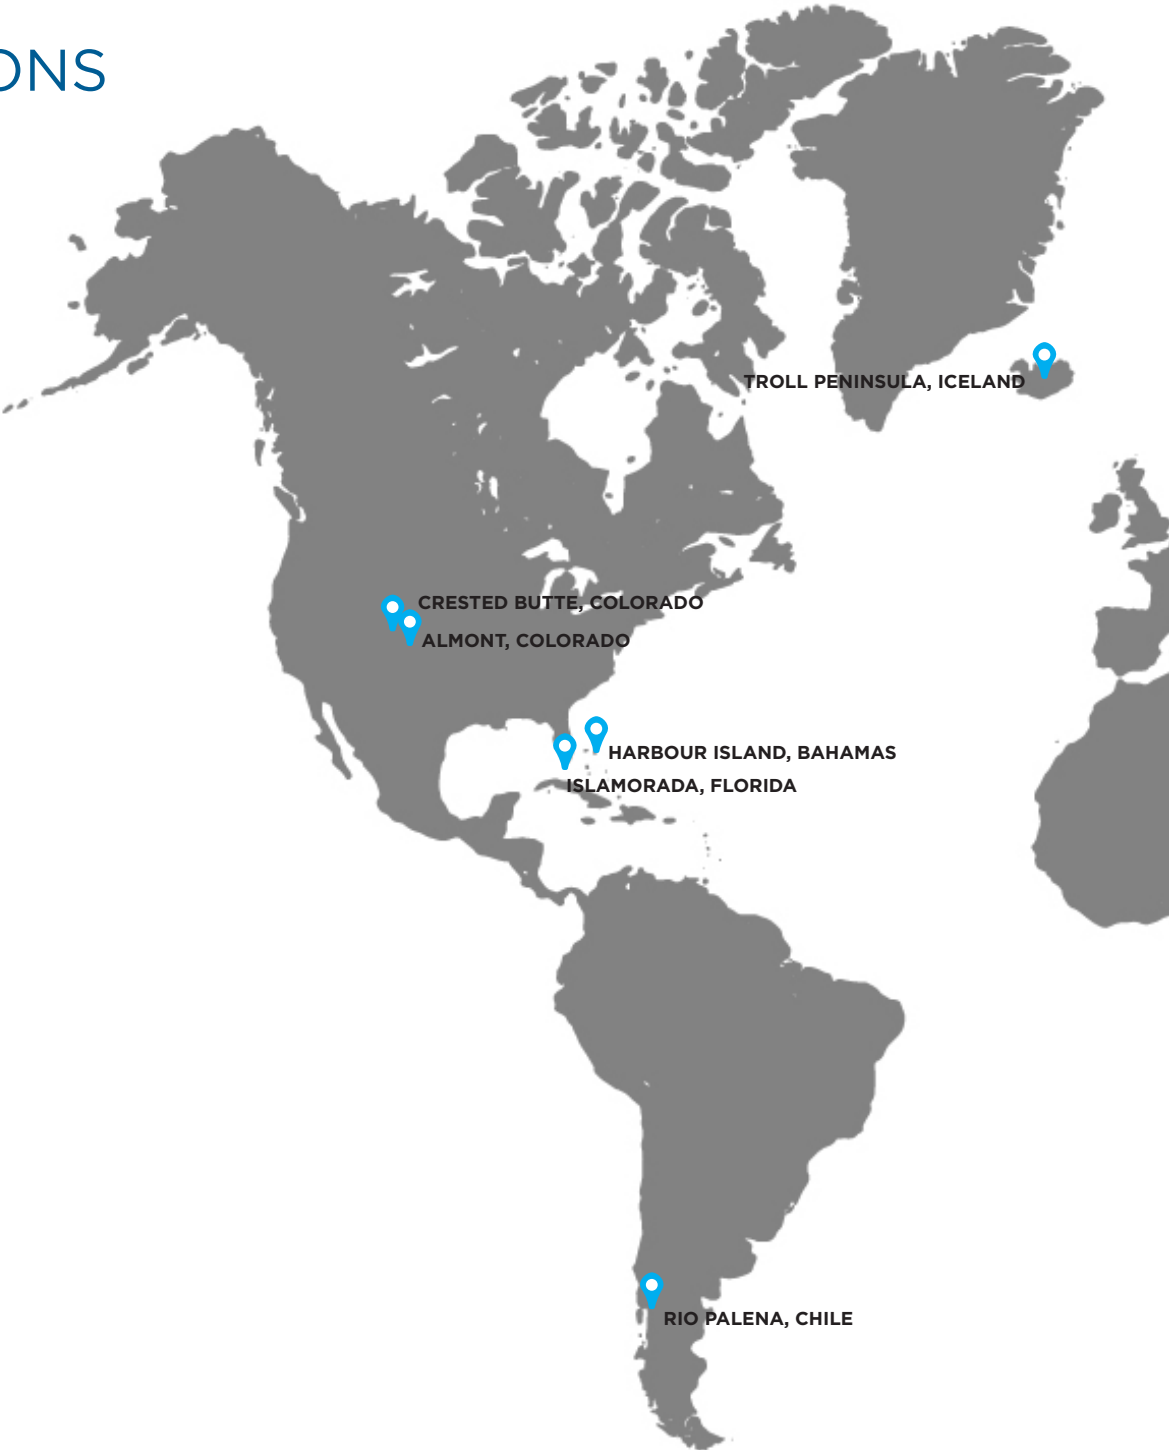 ONS
TROLL PENINSULA, ICELAND
CRESTED BUTTE, COLORADO
ALMONT, COLORADO
HARBOUR ISLAND, BAHAMAS
ISLAMORADA, FLORIDA
RIO PALENA, CHILE